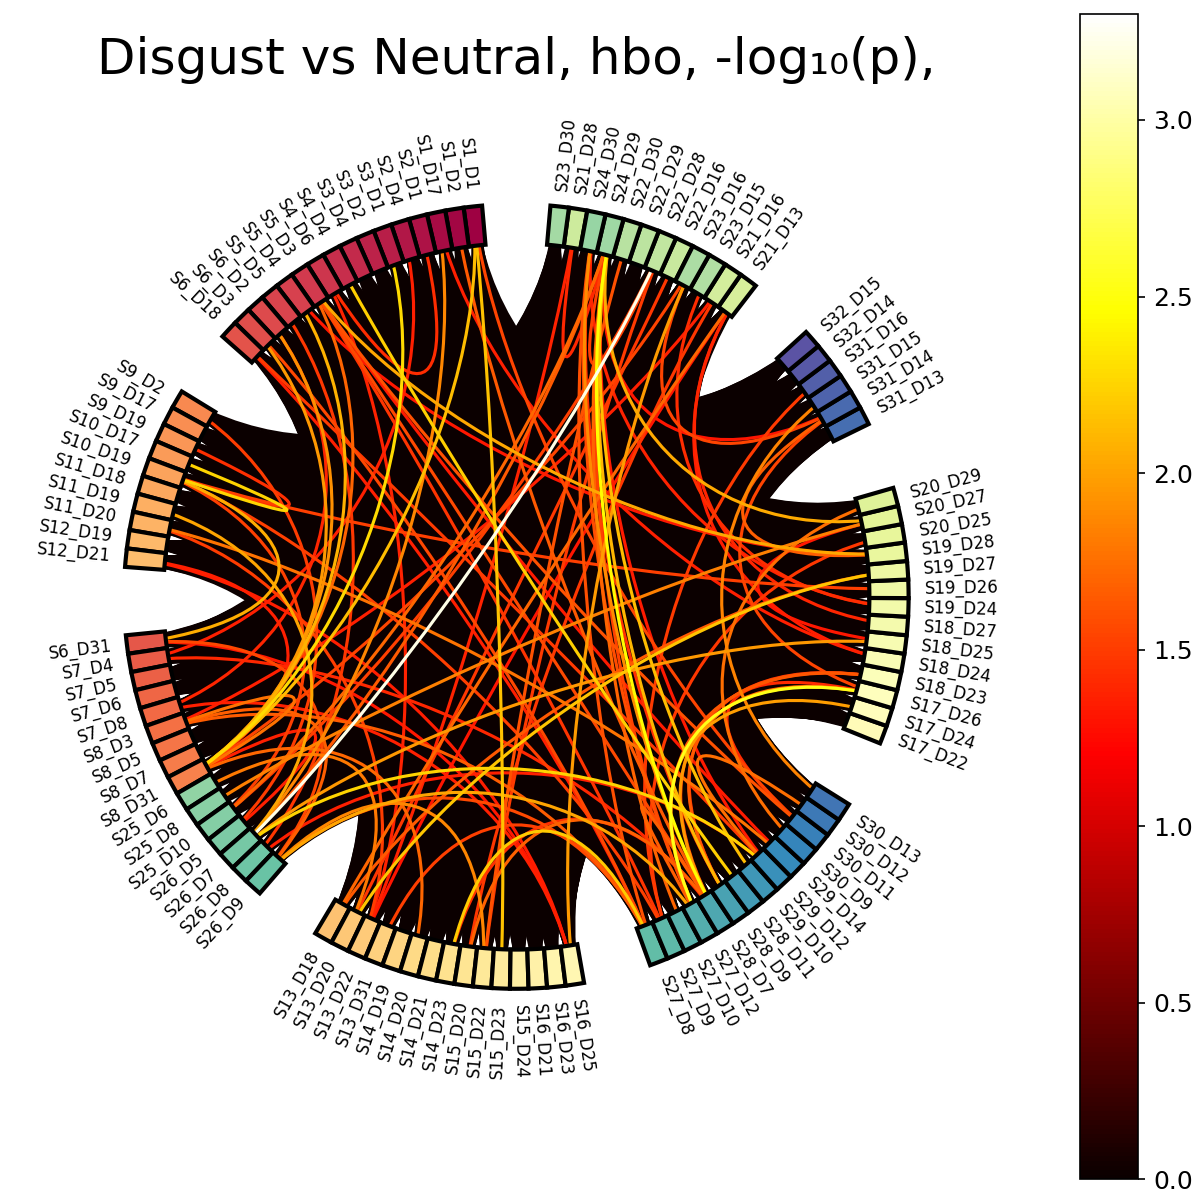 Disgust vs Neutral, hbo, -log₁₀(p),
S1_D1
S1_D2
S1_D17
S2_D1
S2_D4
S3_D1
S3_D2
S3_D4
S4_D4
S4_D6
S5_D3
S5_D4
S5_D5
S6_D2
S6_D3
S6_D18
S9_D2
S9_D17
S9_D19
S10_D17
S10_D19
S11_D18
S11_D19
S11_D20
S12_D19
S12_D21
S6_D31
S7_D4
S7_D5
S7_D6
S7_D8
S8_D3
S8_D5
S8_D7
S8_D31
S25_D6
S25_D8
S25_D10
S26_D5
S26_D7
S26_D8
S26_D9
S13_D18
S13_D20
S13_D22
S13_D31
S14_D19
S14_D20
S14_D21
S14_D23
S15_D20
S15_D22
S15_D23
S15_D24
S16_D21
S16_D23
S16_D25
S27_D8
S27_D9
S27_D10
S27_D12
S28_D7
S28_D9
S28_D11
S29_D10
S29_D12
S29_D14
S30_D9
S30_D11
S30_D12
S30_D13
S17_D22
S17_D24
S17_D26
S18_D23
S18_D24
S18_D25
S18_D27
S19_D24
S19_D26
S19_D27
S19_D28
S20_D25
S20_D27
S20_D29
S31_D13
S31_D14
S31_D15
S31_D16
S32_D14
S32_D15
S21_D13
S21_D16
S23_D15
S23_D16
S22_D16
S22_D28
S22_D29
S22_D30
S24_D29
S24_D30
S21_D28
S23_D30
3.0
2.5
2.0
1.5
1.0
0.5
0.0